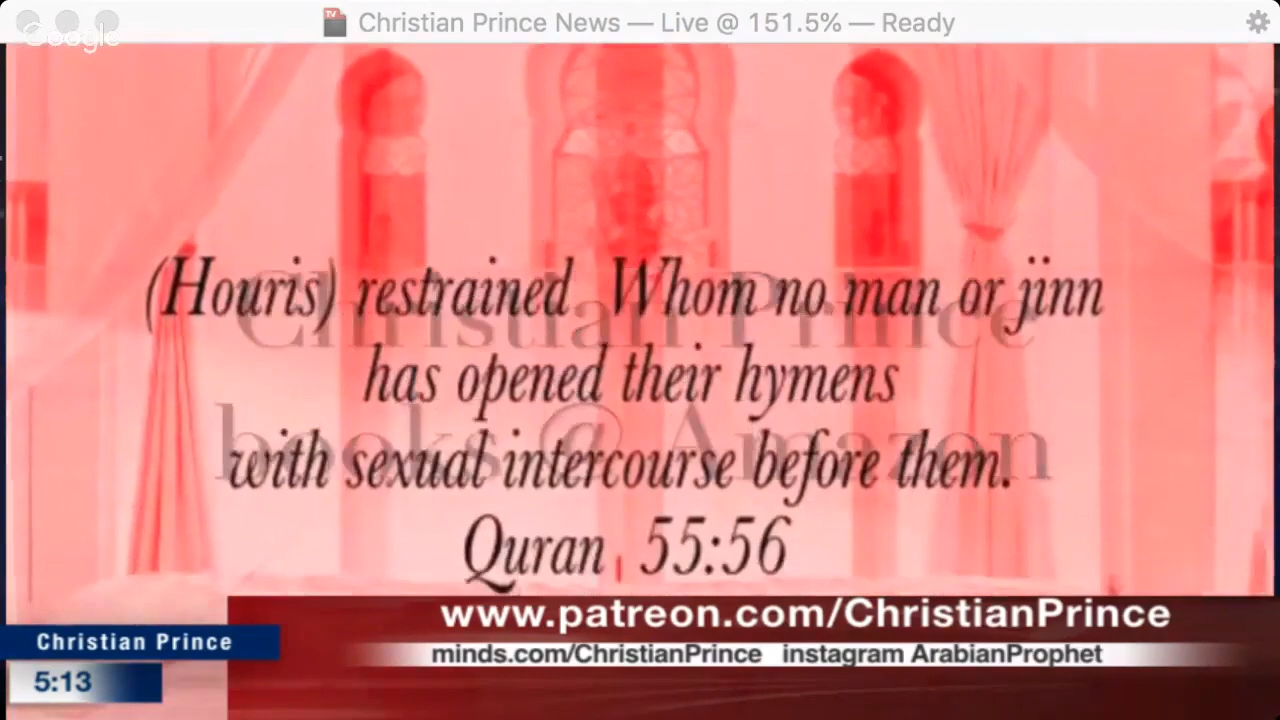 Christian Prince News — Live @ 151.5% — Ready
Google
(Houris) restrained Whom no man or jinn
has opened their hymens
with sexual intercourse before them.
Quran 55:56
Christian Prince
books @ Amazon
www.patreon.com/ChristianPrince
minds.com/ChristianPrince instagram ArabianProphet
Christian Prince
5:13